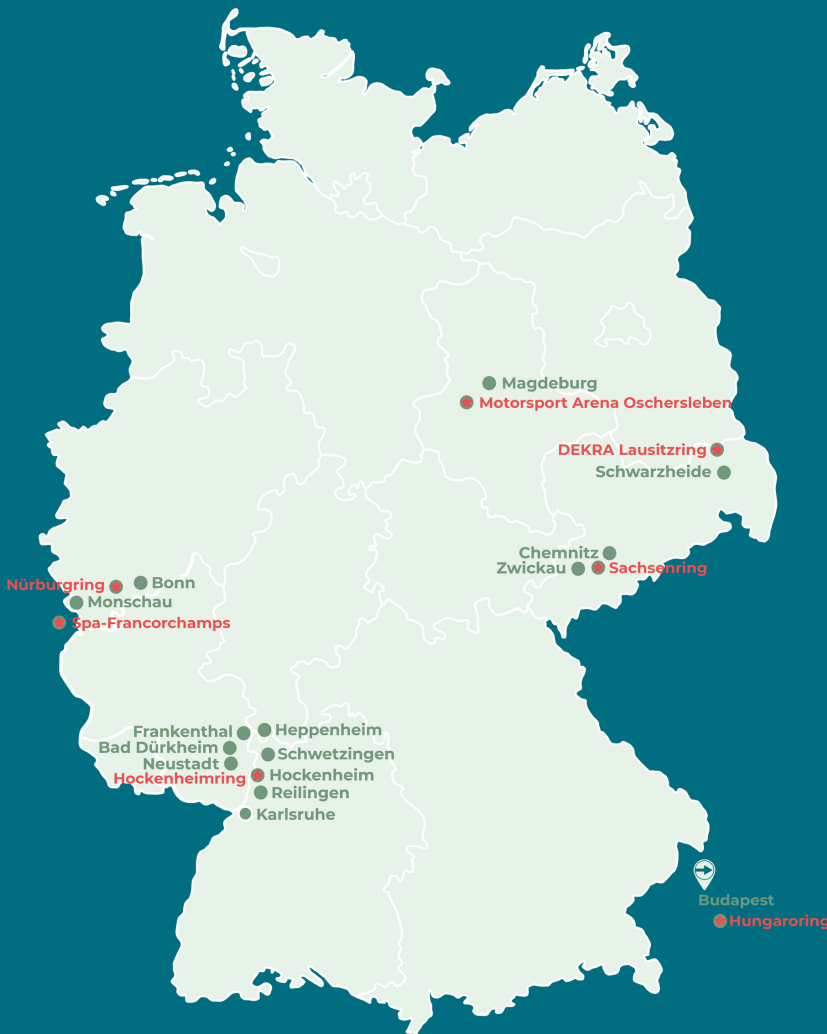 Magdeburg
Motorsport Arena Oschersleben
DEKRA Lausitzring
Schwarzheide
Chemnitz
Zwickau
Sachsenring
Bonn
Nürburgring
Monschau
Spa-Francorchamps
Frankenthal
Heppenheim
Bad Dürkheim
Schwetzingen
Neustadt
Hockenheimring
Hockenheim
Reilingen
Karlsruhe
Budapest
Hungaroring